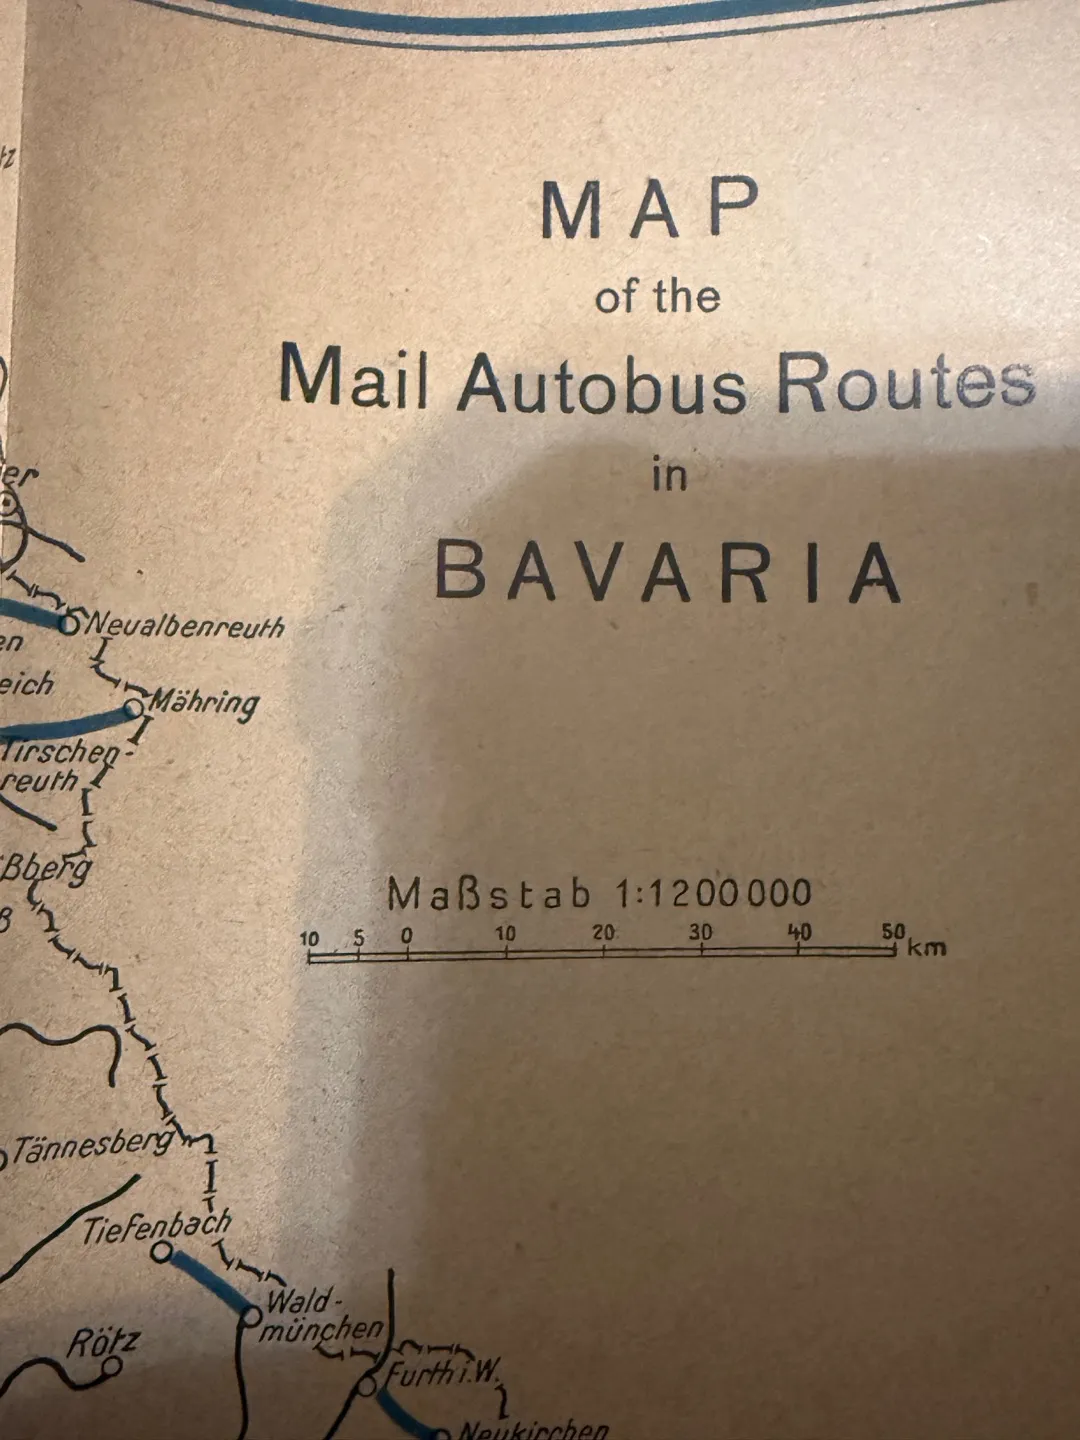 MAP
of the
Mail Autobus Routes
in
BAVARIA
Neualbenreuth
Mähring
Tirschen-
reuth
Maßstab 1:1200000
10 5 0 10 20 30 40 50 km
Tännesberg
Tiefenbach
Wald-
münchen
Rötz
Furth i.W.
Neukirchen